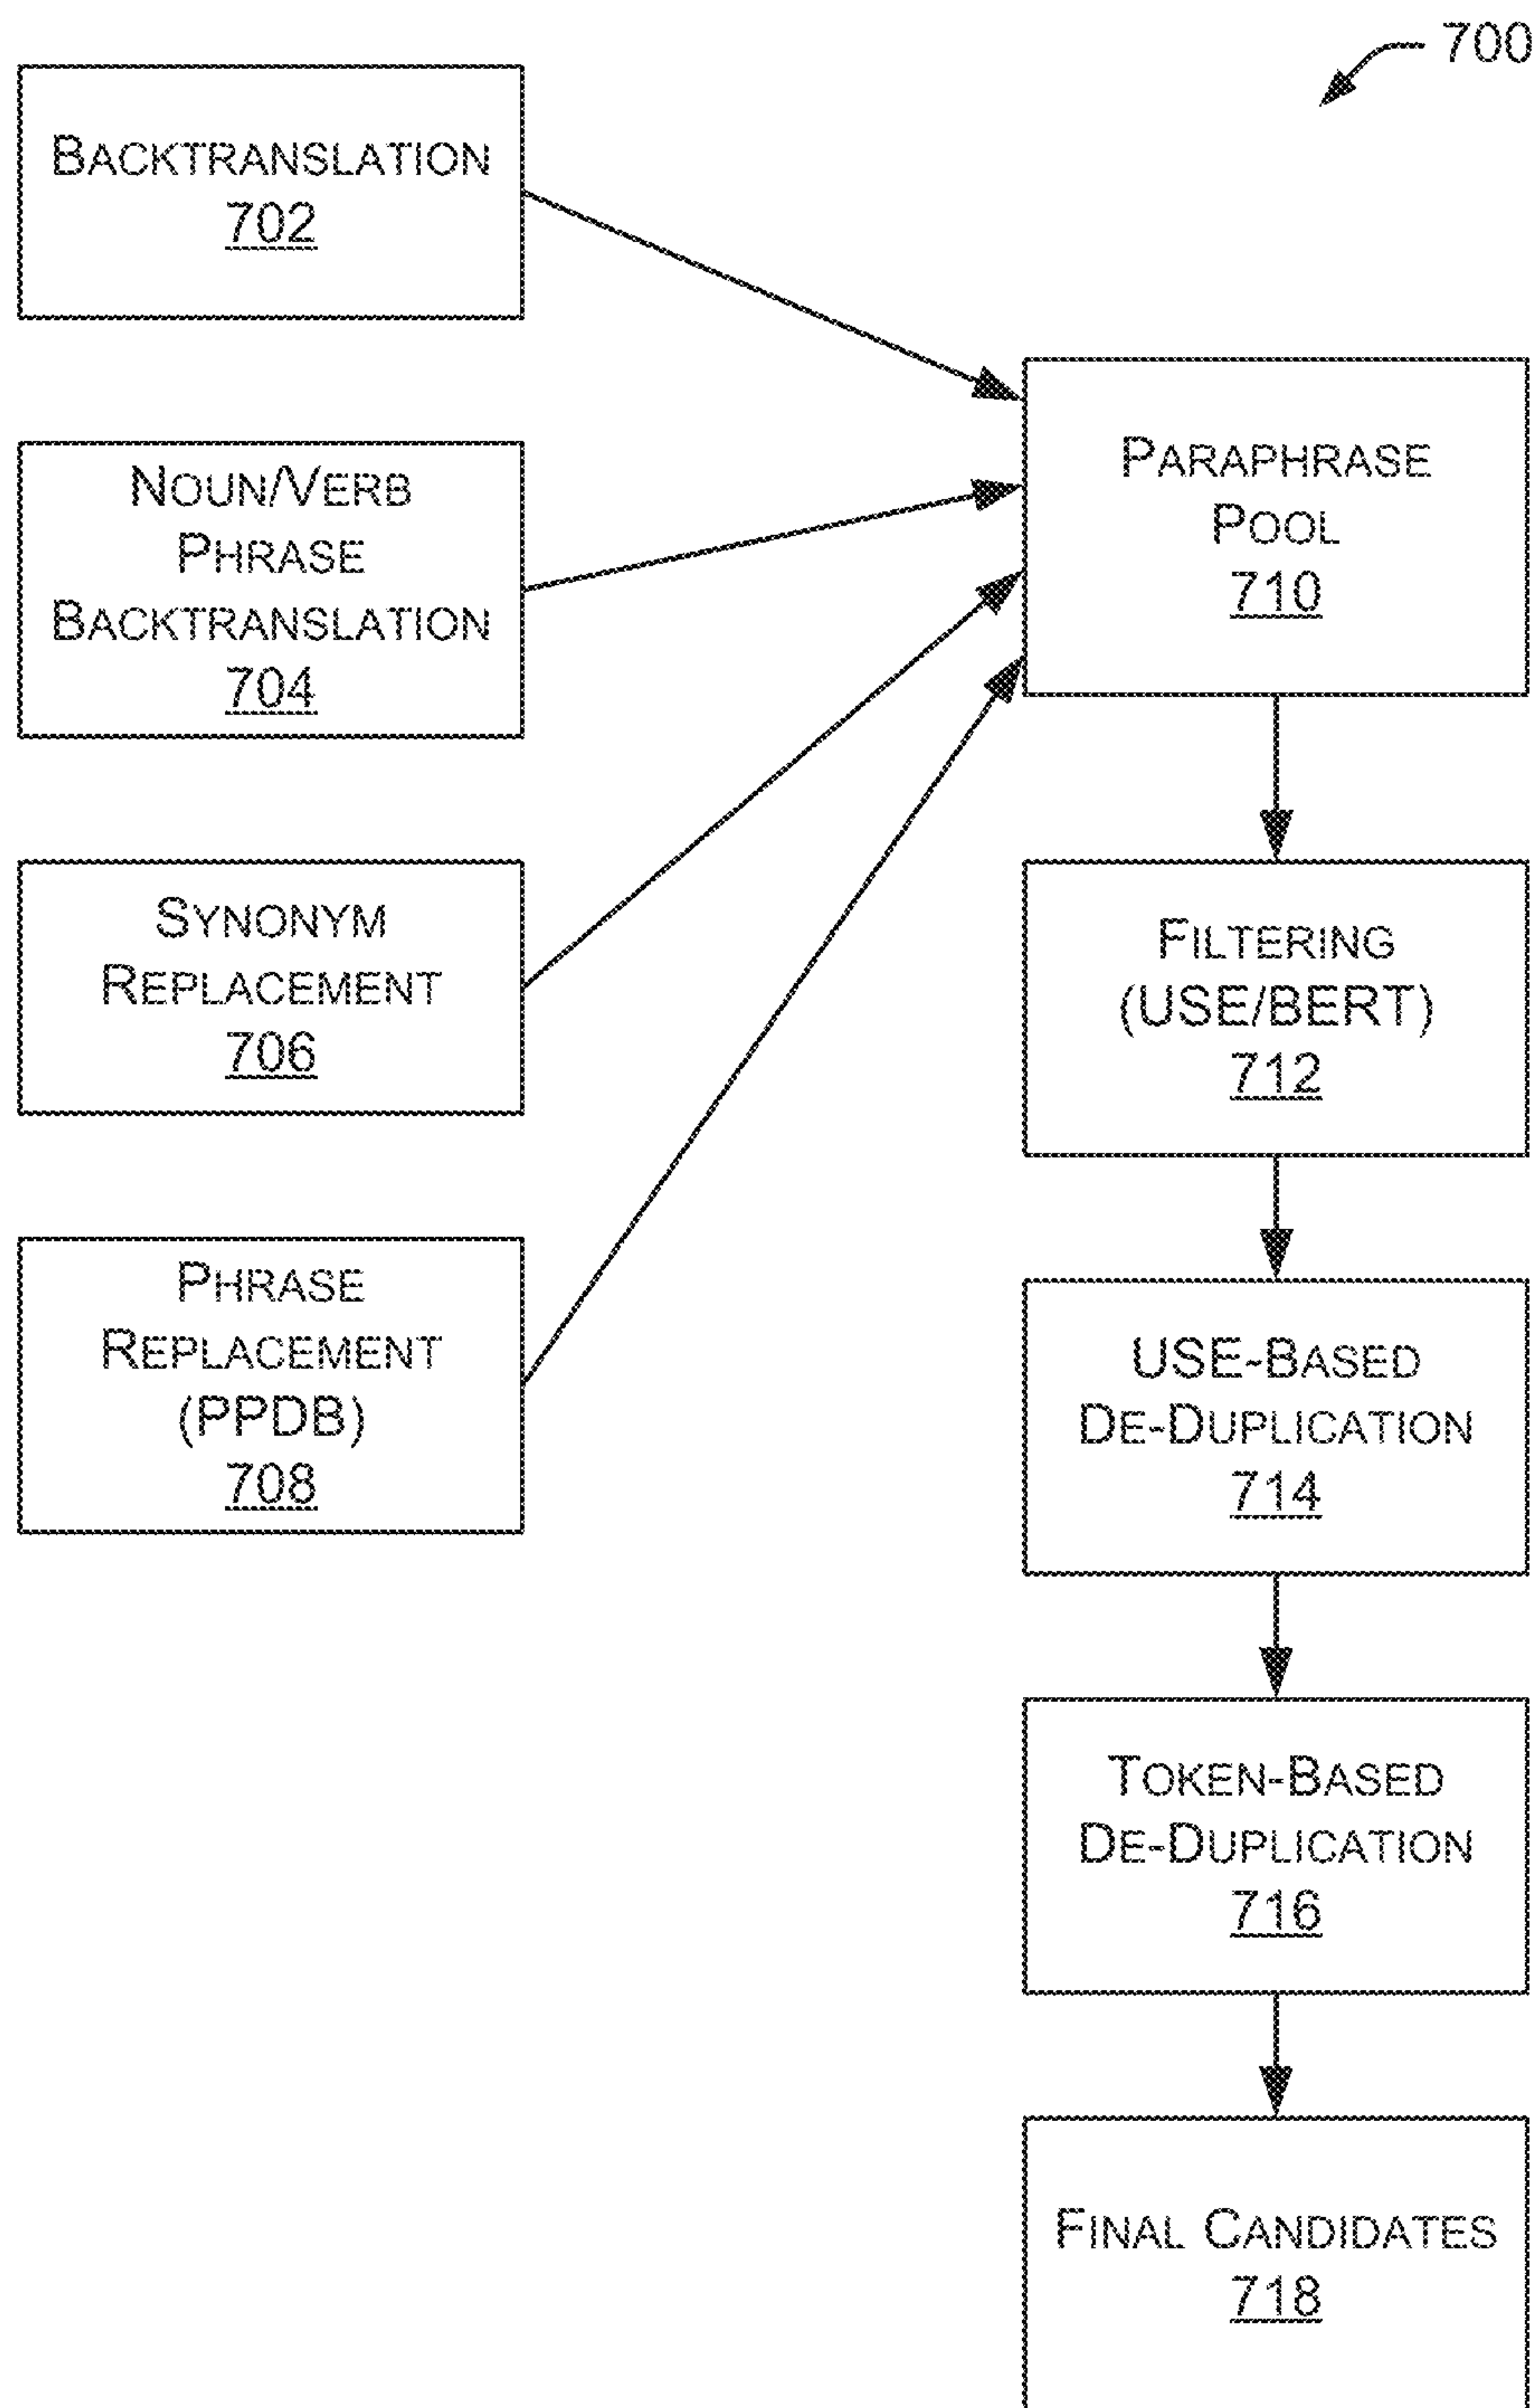 700
BACKTRANSLATION
702
NOUN/VERB
PHRASE
BACKTRANSLATION
704
SYNONYM
REPLACEMENT
706
PHRASE
REPLACEMENT
(PPDB)
708
PARAPHRASE
POOL
710
FILTERING
(USE/BERT)
712
USE-BASED
DE-DUPLICATION
714
TOKEN-BASED
DE-DUPLICATION
716
FINAL CANDIDATES
718